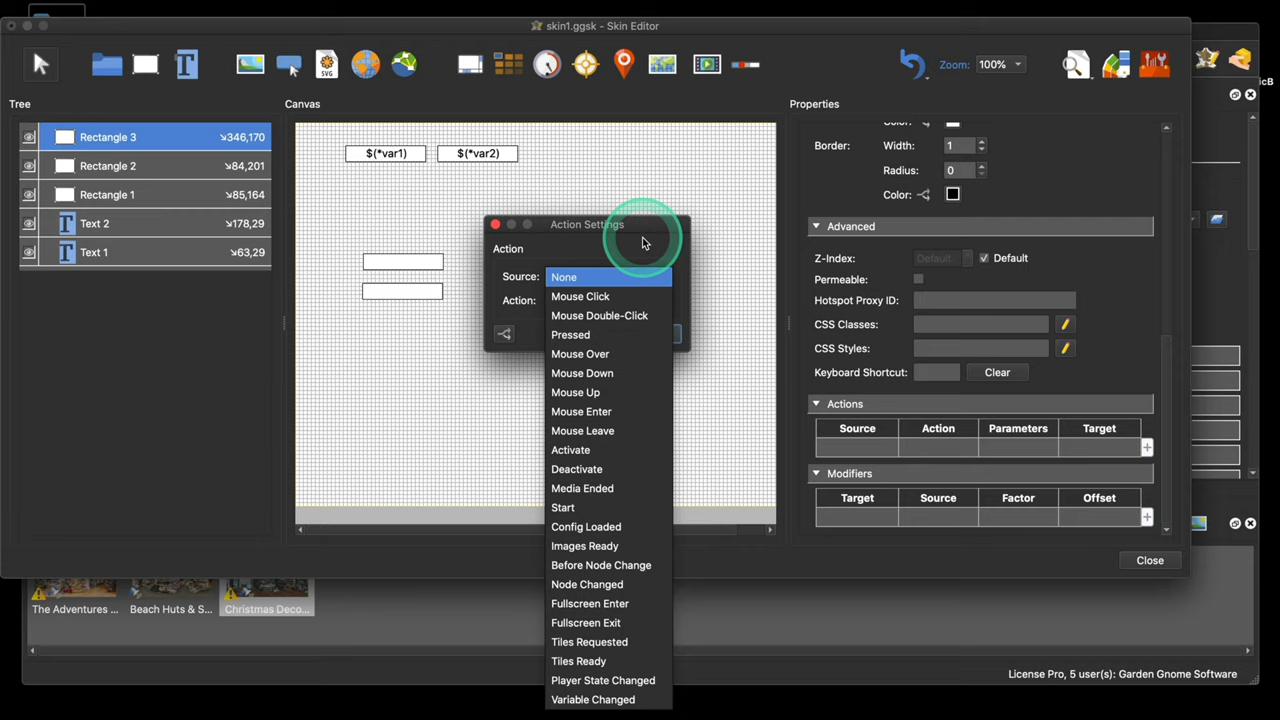 skin1.ggsk - Skin Editor
SVG
Zoom: 100%
Tree
Canvas
Properties
Rectangle 3 346,170
Rectangle 2 84,201
Rectangle 1 85,164
Text 2 178,29
Text 1 63,29
$(*var1)
$(*var2)
Action Settings
Action
Source:
Action:
None
Mouse Click
Mouse Double-Click
Pressed
Mouse Over
Mouse Down
Mouse Up
Mouse Enter
Mouse Leave
Activate
Deactivate
Media Ended
Start
Config Loaded
Images Ready
Before Node Change
Node Changed
Fullscreen Enter
Fullscreen Exit
Tiles Requested
Tiles Ready
Player State Changed
Variable Changed
Border: Width: 1
Radius: 0
Color:
Advanced
Z-Index: Default Default
Permeable:
Hotspot Proxy ID:
CSS Classes:
CSS Styles:
Keyboard Shortcut: Clear
Actions
Source Action Parameters Target
Modifiers
Target Source Factor Offset
Close
The Adventures ...
Beach Huts & S...
Christmas Deco...
License Pro, 5 user(s): Garden Gnome Software